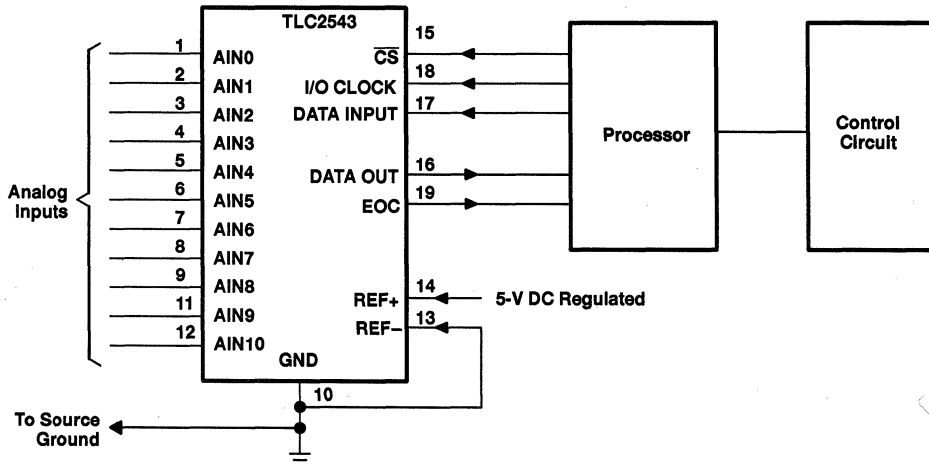 TLC2543
Analog
Inputs
1 AIN0
2 AIN1
3 AIN2
4 AIN3
5 AIN4
6 AIN5
7 AIN6
8 AIN7
9 AIN8
11 AIN9
12 AIN10
CS 15
I/O CLOCK 18
DATA INPUT 17
DATA OUT 16
EOC 19
REF+ 14
5-V DC Regulated
REF– 13
GND
10
To Source
Ground
Processor
Control
Circuit